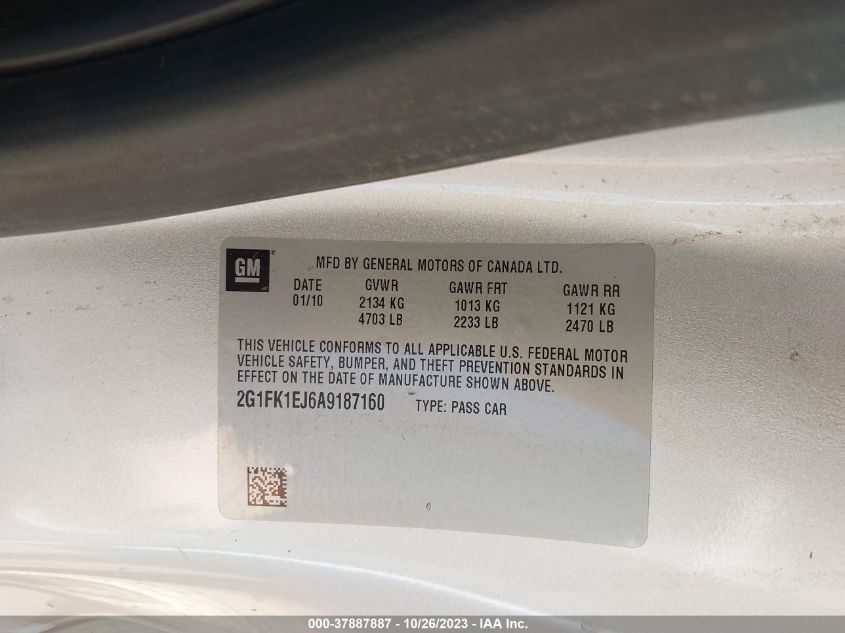 GM
MFD BY GENERAL MOTORS OF CANADA LTD.
DATE GVWR GAWR FRT GAWR RR
01/10 2134 KG 1013 KG 1121 KG
4703 LB 2233 LB 2470 LB
THIS VEHICLE CONFORMS TO ALL APPLICABLE U.S. FEDERAL MOTOR
VEHICLE SAFETY, BUMPER, AND THEFT PREVENTION STANDARDS IN
EFFECT ON THE DATE OF MANUFACTURE SHOWN ABOVE.
2G1FK1EJ6A9187160 TYPE: PASS CAR
000-37887887 - 10/26/2023 - IAA Inc.